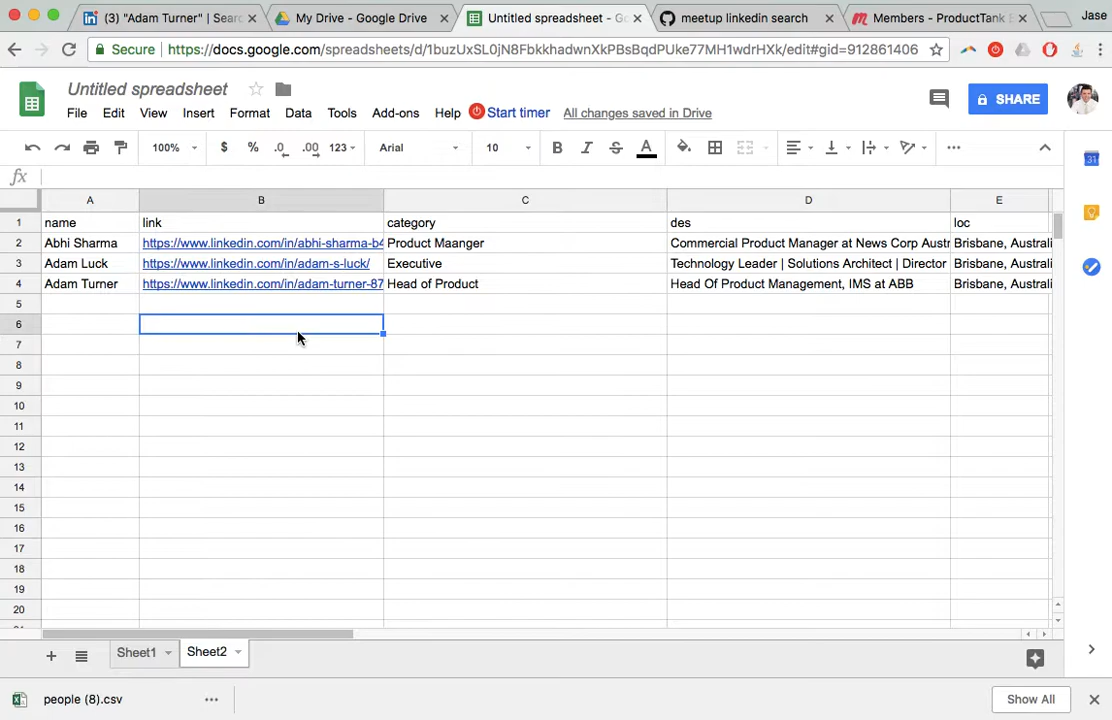 (3) "Adam Turner" | Sear
My Drive - Google Drive
Untitled spreadsheet - Go
meetup linkedin search
Members - ProductTank B
Jase
Secure
https://docs.google.com/spreadsheets/d/1buzUxSL0jN8FbkkhadwnXkPBsBqdPUke77MH1wdrHXk/edit#gid=912861406
Untitled spreadsheet
File Edit View Insert Format Data Tools Add-ons Help Start timer All changes saved in Drive
SHARE
100% $ % .0 .00 123 Arial 10 B I S A
fx
A B C D E
1 name link category des loc
2 Abhi Sharma https://www.linkedin.com/in/abhi-sharma-b4 Product Maanger Commercial Product Manager at News Corp Austr Brisbane, Australi
3 Adam Luck https://www.linkedin.com/in/adam-s-luck/ Executive Technology Leader | Solutions Architect | Director Brisbane, Australi
4 Adam Turner https://www.linkedin.com/in/adam-turner-87 Head of Product Head Of Product Management, IMS at ABB Brisbane, Australi
5
6
7
8
9
10
11
12
13
14
15
16
17
18
19
20
Sheet1 Sheet2
people (8).csv
Show All